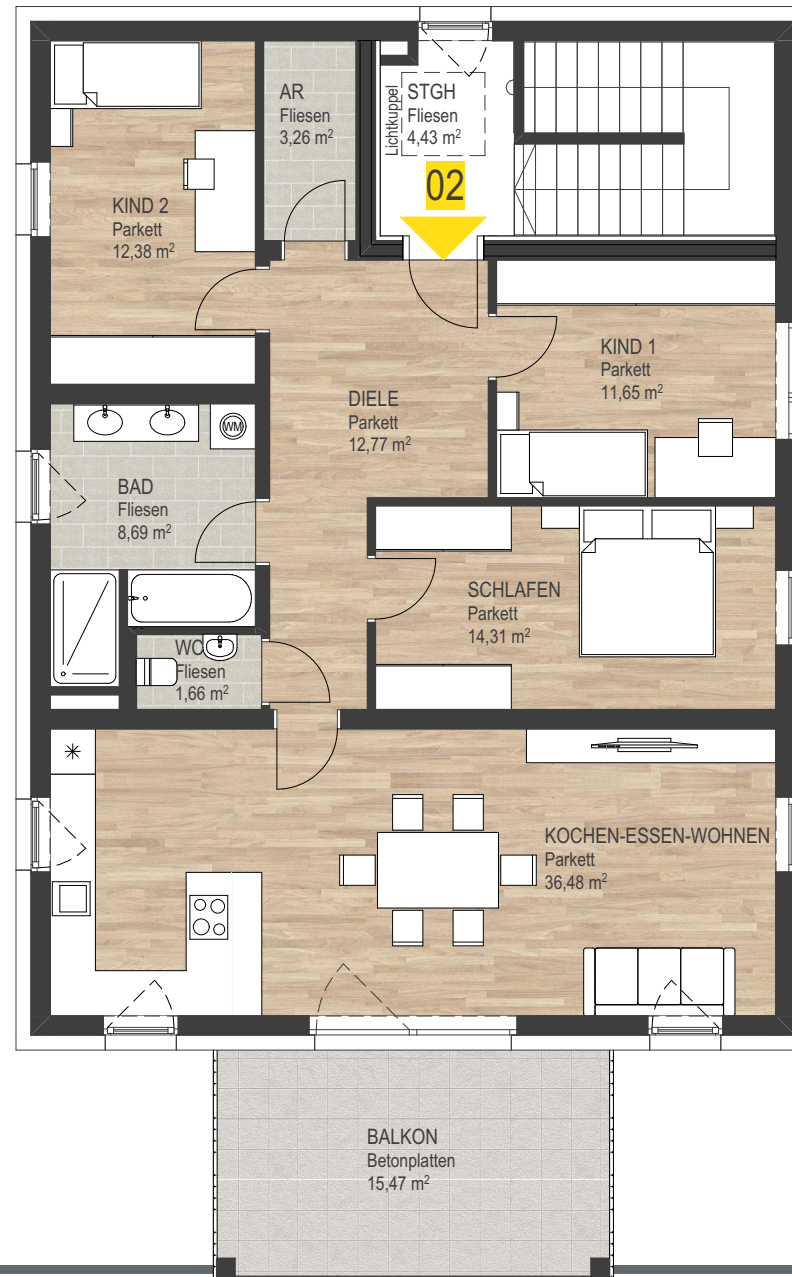 AR
Fliesen
3,26 m²
Lichtkuppel
STGH
Fliesen
4,43 m²
02
KIND 2
Parkett
12,38 m²
KIND 1
Parkett
11,65 m²
DIELE
Parkett
12,77 m²
WM
BAD
Fliesen
8,69 m²
SCHLAFEN
Parkett
14,31 m²
WC
Fliesen
1,66 m²
KOCHEN-ESSEN-WOHNEN
Parkett
36,48 m²
BALKON
Betonplatten
15,47 m²